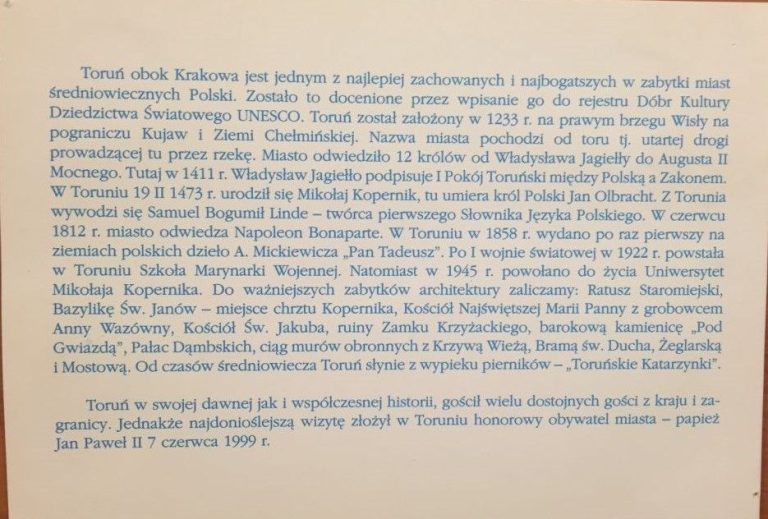 Toruń obok Krakowa jest jednym z najlepiej zachowanych i najbogatszych w zabytki miast
średniowiecznych Polski. Zostało to docenione przez wpisanie go do rejestru Dóbr Kultury
Dziedzictwa Światowego UNESCO. Toruń został założony w 1233 r. na prawym brzegu Wisły na
pograniczu Kujaw i Ziemi Chełmińskiej. Nazwa miasta pochodzi od toru tj. utartej drogi
prowadzącej tu przez rzekę. Miasto odwiedziło 12 królów od Władysława Jagiełły do Augusta II
Mocnego. Tutaj w 1411 r. Władysław Jagiełło podpisuje I Pokój Toruński między Polską a Zakonem.
W Toruniu 19 II 1473 r. urodził się Mikołaj Kopernik, tu umiera król Polski Jan Olbracht. Z Torunia
wywodzi się Samuel Bogumił Linde – twórca pierwszego Słownika Języka Polskiego. W czerwcu
1812 r. miasto odwiedza Napoleon Bonaparte. W Toruniu w 1858 r. wydano po raz pierwszy na
ziemiach polskich dzieło A. Mickiewicza „Pan Tadeusz". Po I wojnie światowej w 1922 r. powstała
w Toruniu Szkoła Marynarki Wojennej. Natomiast w 1945 r. powołano do życia Uniwersytet
Mikołaja Kopernika. Do ważniejszych zabytków architektury zaliczamy: Ratusz Staromiejski,
Bazylikę Św. Janów – miejsce chrztu Kopernika, Kościół Najświętszej Marii Panny z grobowcem
Anny Wazówny, Kościół Św. Jakuba, ruiny Zamku Krzyżackiego, barokową kamienicę „Pod
Gwiazdą", Pałac Dąmbskich, ciąg murów obronnych z Krzywą Wieżą, Bramą św. Ducha, Żeglarską
i Mostową. Od czasów średniowiecza Toruń słynie z wypieku pierników – „Toruńskie Katarzynki".
Toruń w swojej dawnej jak i współczesnej historii, gościł wielu dostojnych gości z kraju i za-
granicy. Jednakże najdonioślejszą wizytę złożył w Toruniu honorowy obywatel miasta – papież
Jan Paweł II 7 czerwca 1999 r.